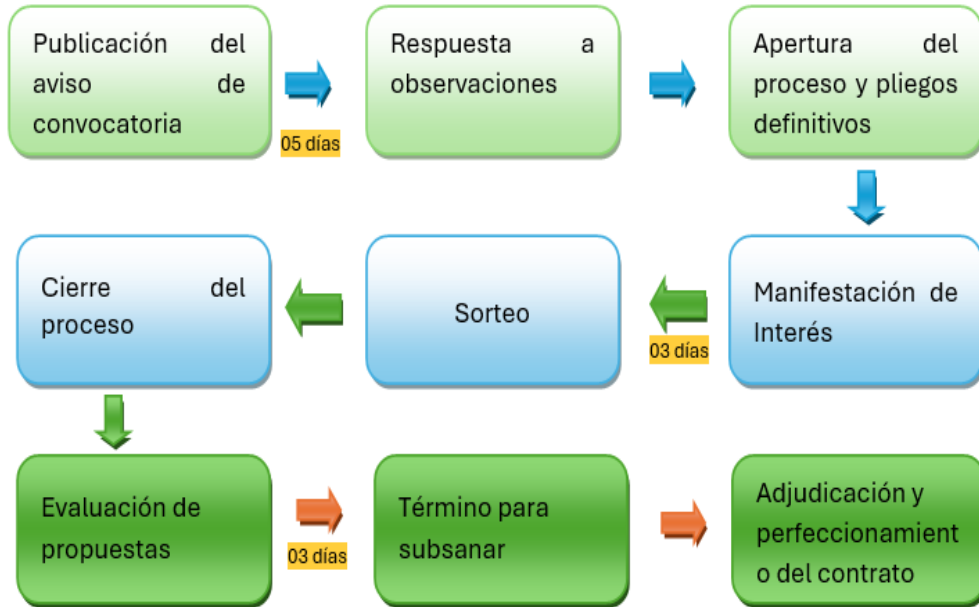 Publicación del
aviso de
convocatoria
05 días
Respuesta a
observaciones
Apertura del
proceso y pliegos
definitivos
Manifestación de
Interés
03 días
Sorteo
Cierre del
proceso
Evaluación de
propuestas
03 días
Término para
subsanar
Adjudicación y
perfeccionamient
o del contrato